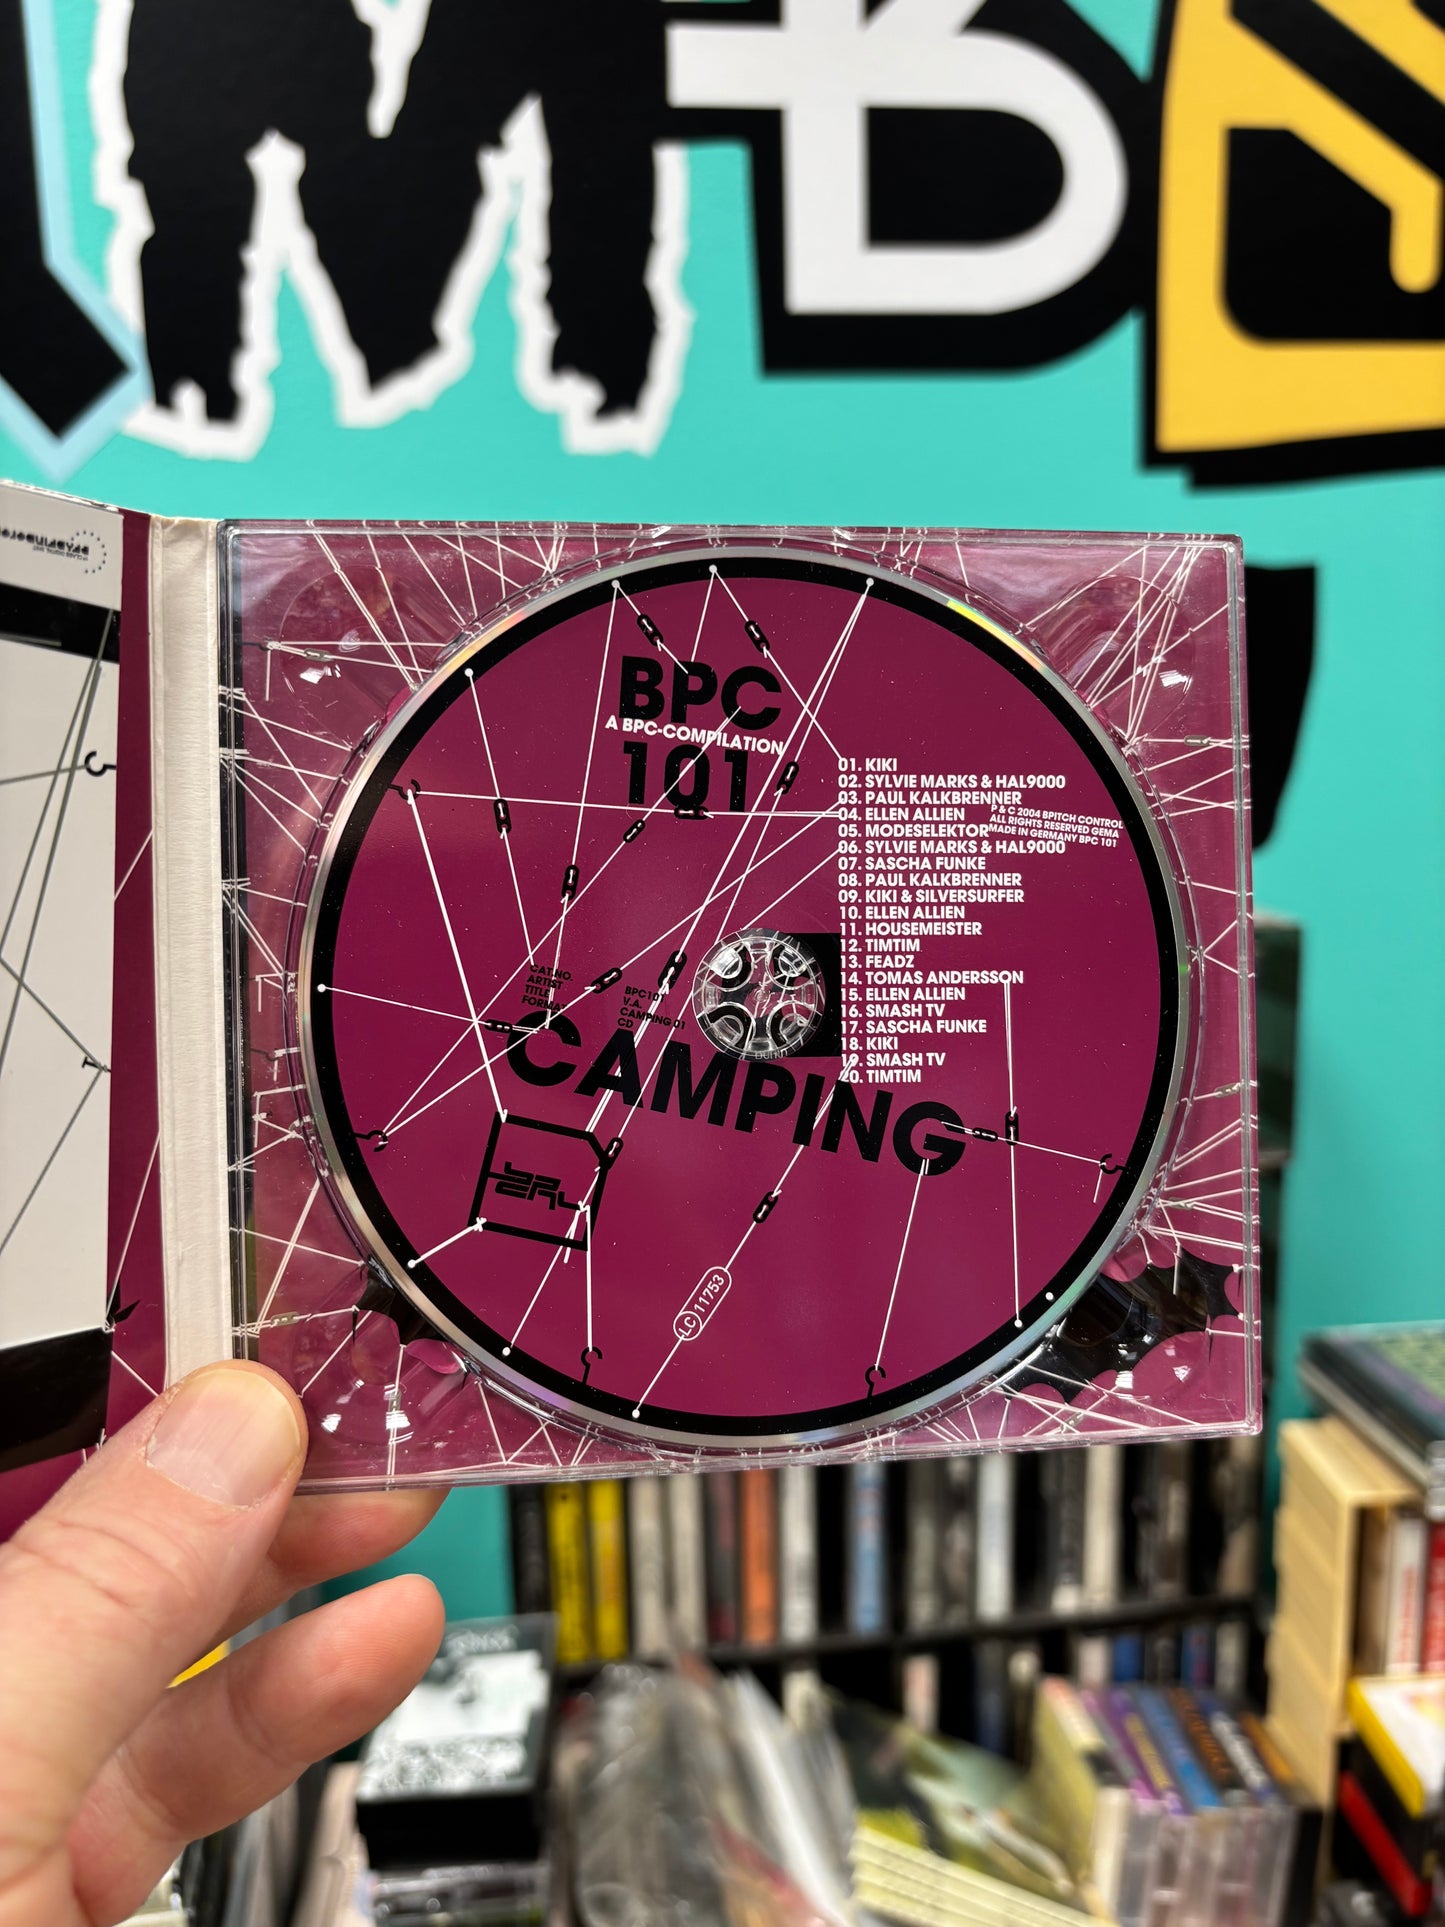 BPC
A BPC-COMPILATION
101
01. KIKI
02. SYLVIE MARKS & HAL9000
03. PAUL KALKBRENNER
04. ELLEN ALLIEN
05. MODESELEKTOR
06. SYLVIE MARKS & HAL9000
07. SASCHA FUNKE
08. PAUL KALKBRENNER
09. KIKI & SILVERSURFER
10. ELLEN ALLIEN
11. HOUSEMEISTER
12. TIMTIM
13. FEADZ
14. TOMAS ANDERSSON
15. ELLEN ALLIEN
16. SMASH TV
17. SASCHA FUNKE
18. KIKI
19. SMASH TV
20. TIMTIM
P & C 2004 BPITCH CONTROL
ALL RIGHTS RESERVED GEMA
MADE IN GERMANY BPC 101
CAT.NO. BPC101
ARTIST V.A.
TITLE CAMPING 01
FORMAT CD
CAMPING
LC 11753